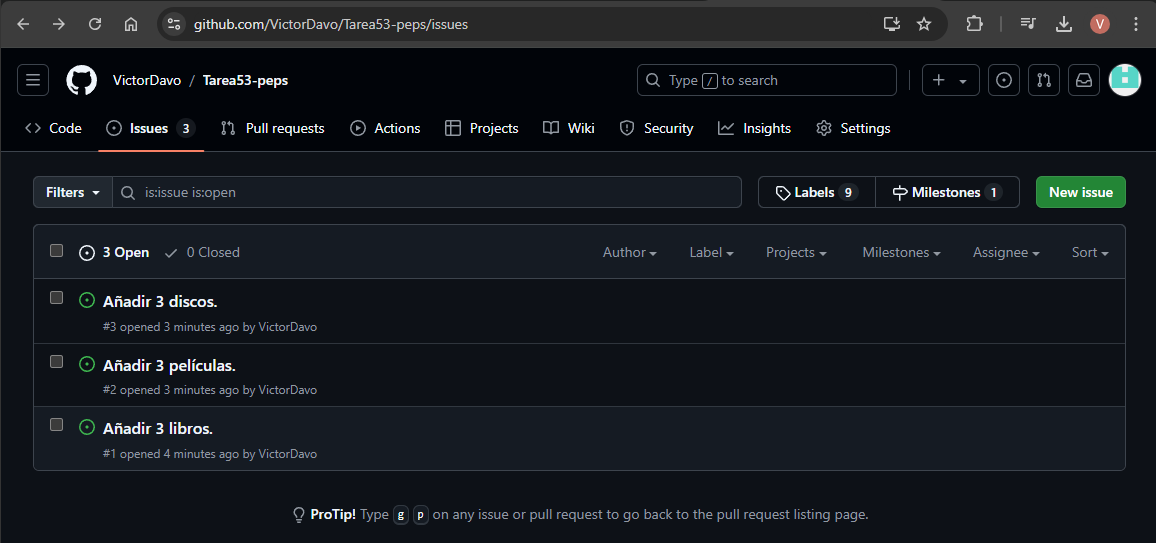 github.com/VictorDavo/Tarea53-peps/issues
V
VictorDavo / Tarea53-peps
Type / to search
Code Issues 3 Pull requests Actions Projects Wiki Security Insights Settings
Filters is:issue is:open Labels 9 Milestones 1 New issue
3 Open 0 Closed Author Label Projects Milestones Assignee Sort
Añadir 3 discos.
#3 opened 3 minutes ago by VictorDavo
Añadir 3 películas.
#2 opened 3 minutes ago by VictorDavo
Añadir 3 libros.
#1 opened 4 minutes ago by VictorDavo
ProTip! Type g p on any issue or pull request to go back to the pull request listing page.